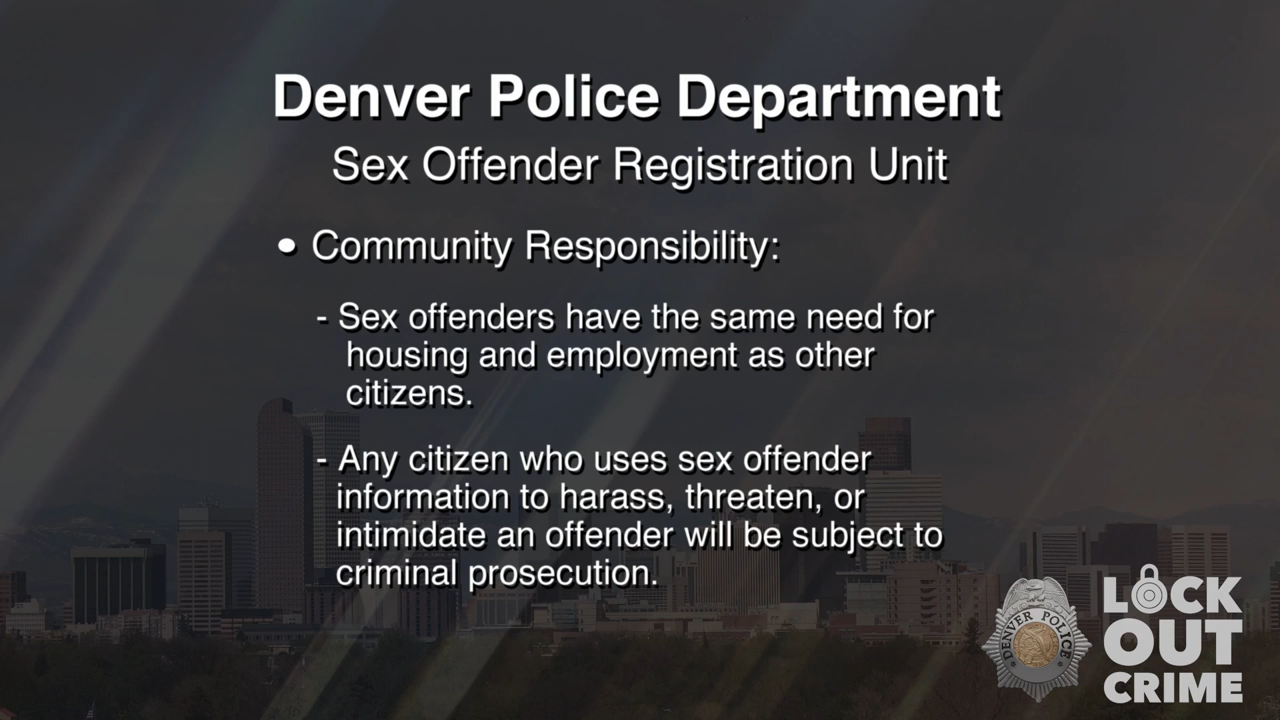 Denver Police Department
Sex Offender Registration Unit
• Community Responsibility:
- Sex offenders have the same need for
housing and employment as other
citizens.
- Any citizen who uses sex offender
information to harass, threaten, or
intimidate an offender will be subject to
criminal prosecution.
DENVER POLICE
LOCK
OUT
CRIME